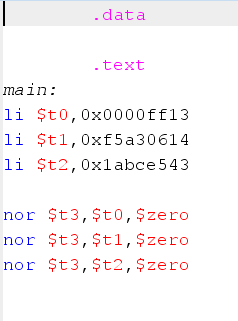 .data
.text
main:
li $t0,0x0000ff13
li $t1,0xf5a30614
li $t2,0x1abce543
nor $t3,$t0,$zero
nor $t3,$t1,$zero
nor $t3,$t2,$zero